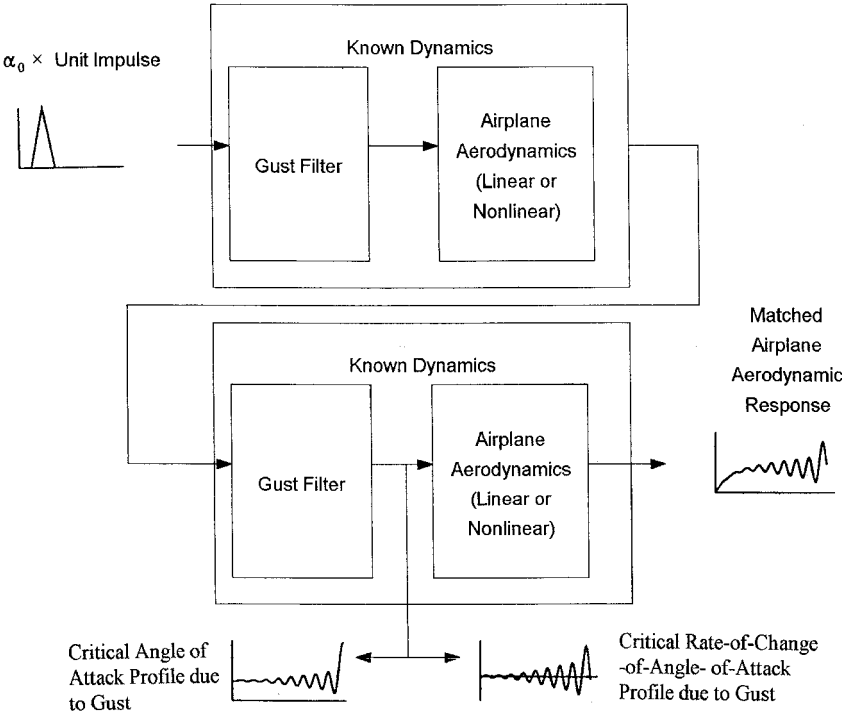 α₀ × Unit Impulse
Known Dynamics
Gust Filter
Airplane
Aerodynamics
(Linear or
Nonlinear)
Known Dynamics
Gust Filter
Airplane
Aerodynamics
(Linear or
Nonlinear)
Matched
Airplane
Aerodynamic
Response
Critical Angle of
Attack Profile due
to Gust
Critical Rate-of-Change
-of-Angle- of-Attack
Profile due to Gust